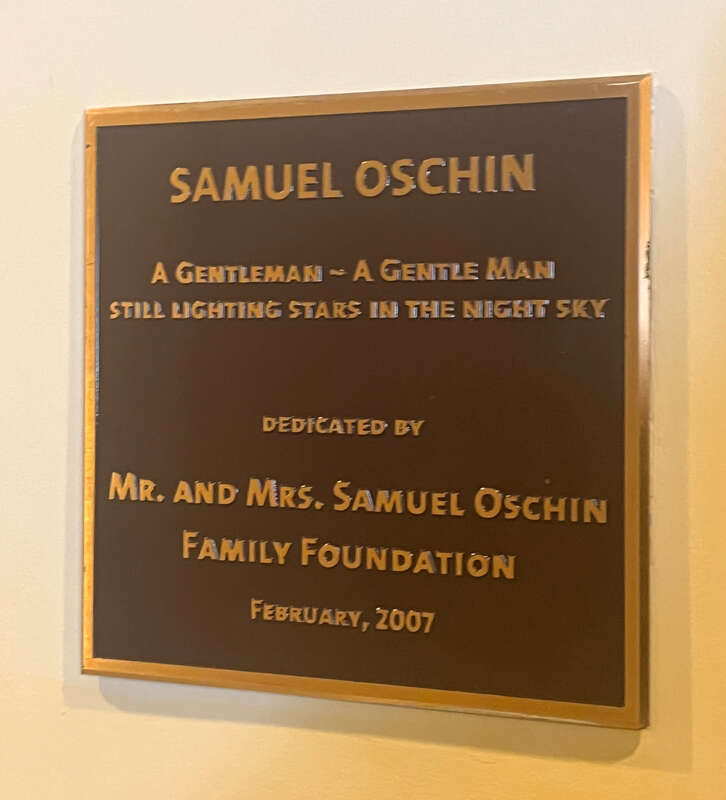 SAMUEL OSCHIN
A GENTLEMAN ~ A GENTLE MAN
STILL LIGHTING STARS IN THE NIGHT SKY
DEDICATED BY
MR. AND MRS. SAMUEL OSCHIN
FAMILY FOUNDATION
FEBRUARY, 2007